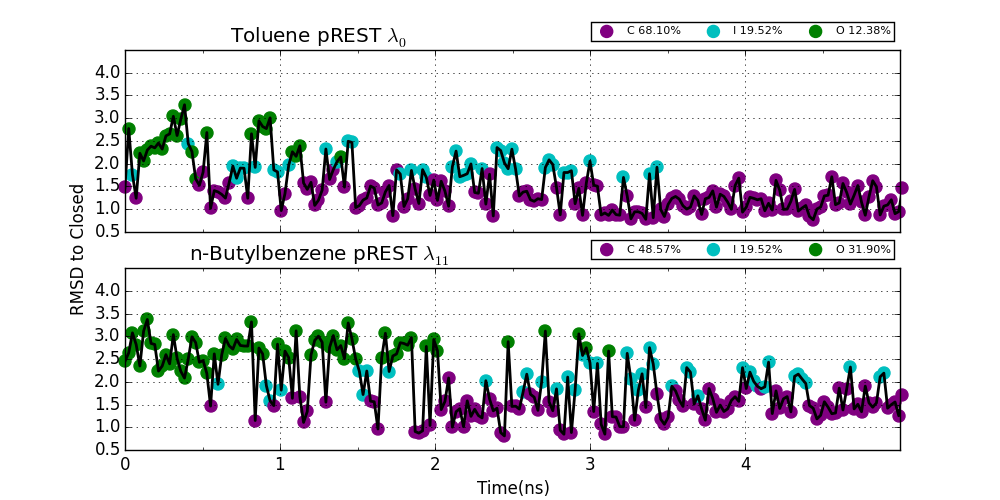 Toluene pREST λ0
C 68.10% I 19.52% O 12.38%
4.0
3.5
3.0
2.5
2.0
1.5
1.0
0.5
RMSD to Closed
n-Butylbenzene pREST λ11
C 48.57% I 19.52% O 31.90%
4.0
3.5
3.0
2.5
2.0
1.5
1.0
0.5
0 1 2 3 4
Time(ns)